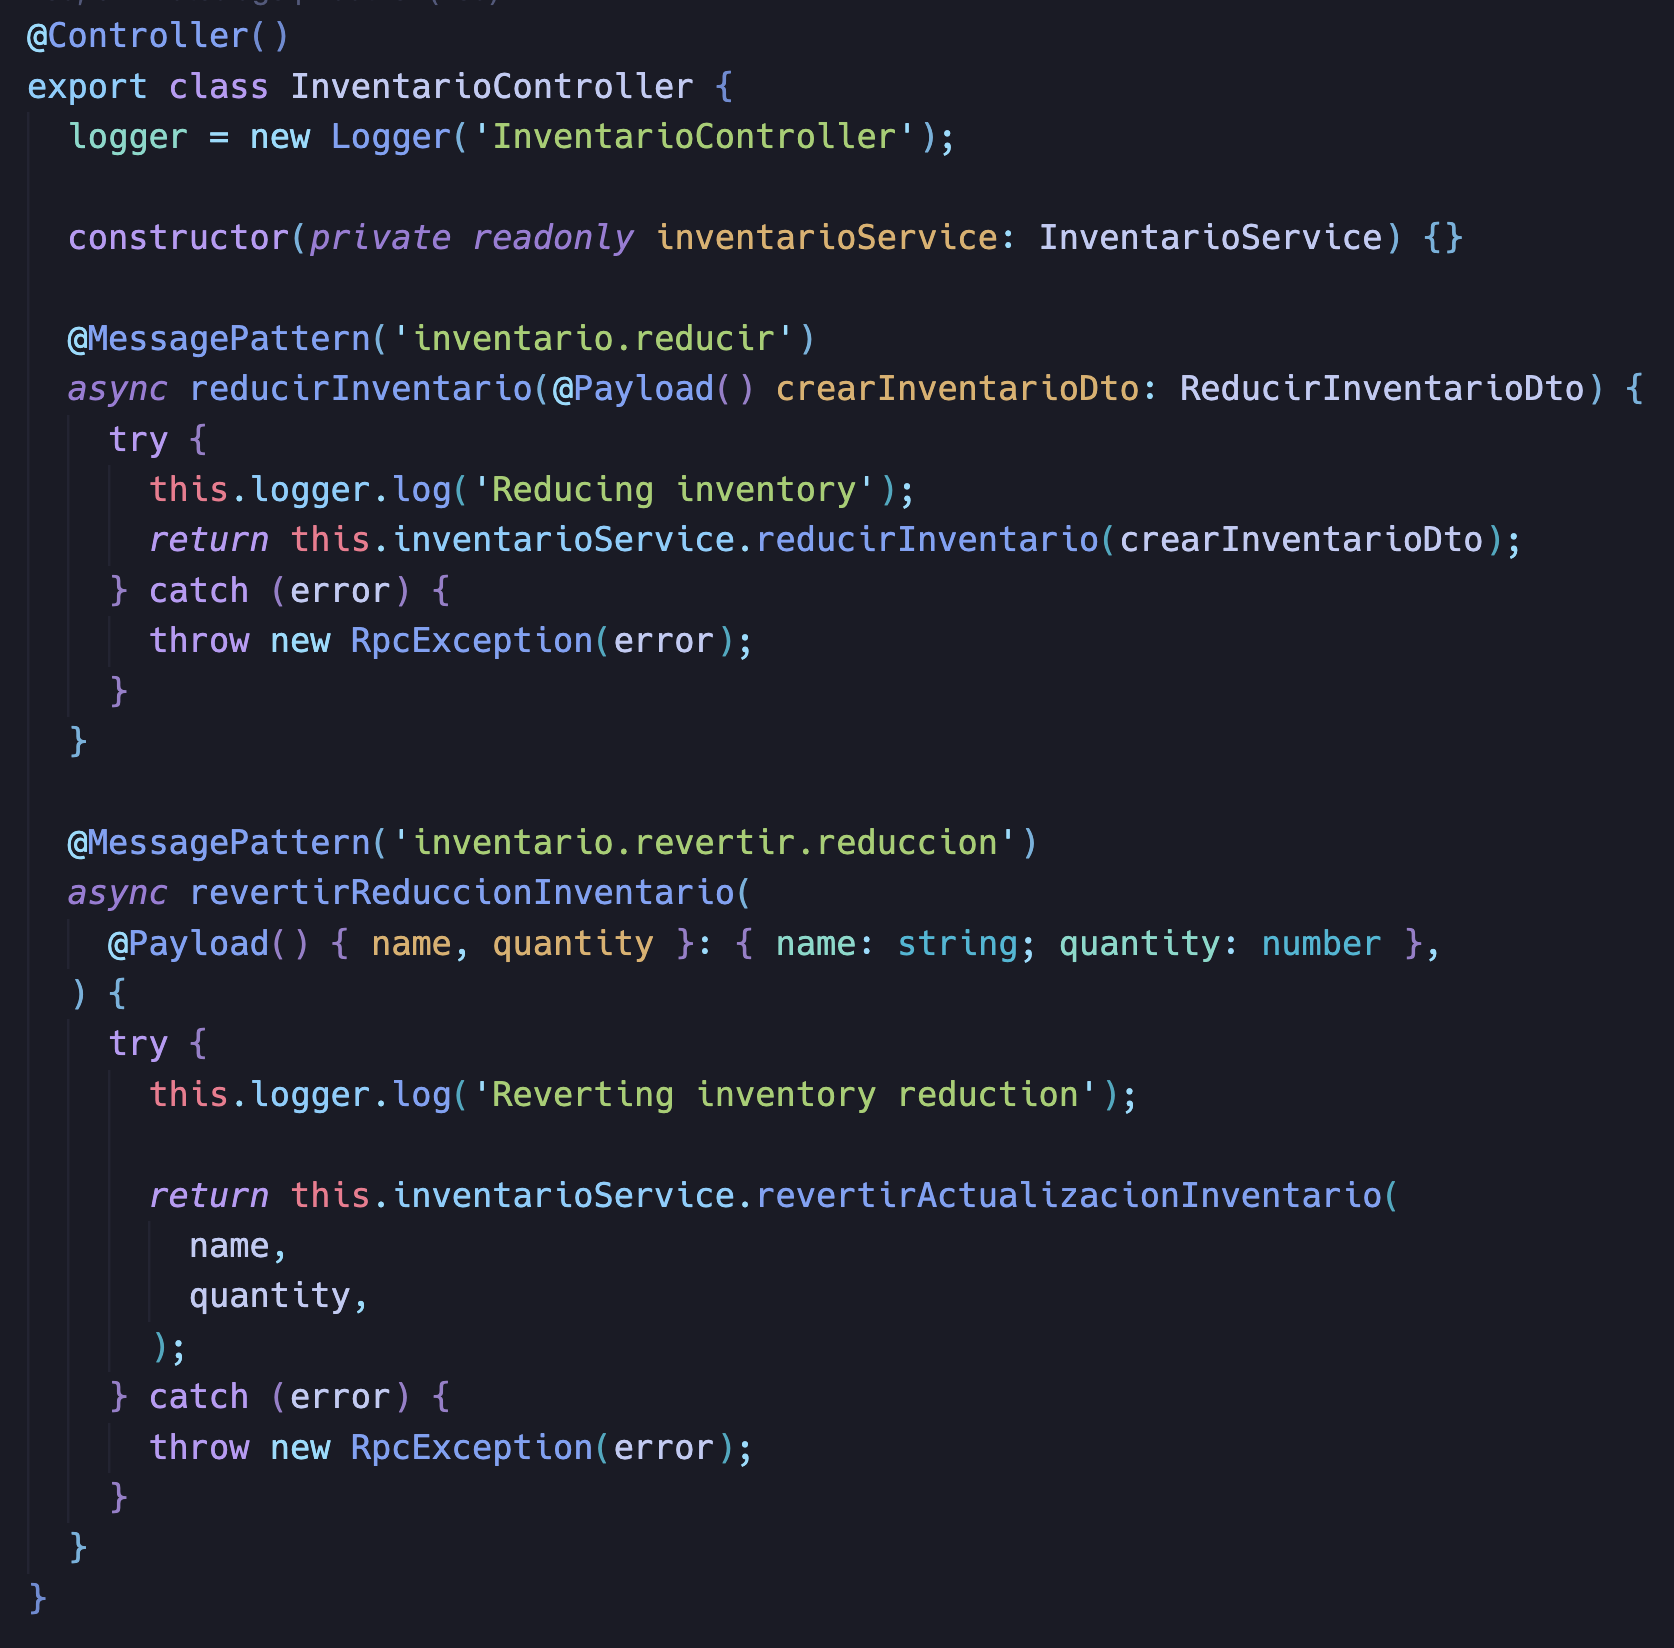 @Controller()
export class InventarioController {
  logger = new Logger('InventarioController');

  constructor(private readonly inventarioService: InventarioService) {}

  @MessagePattern('inventario.reducir')
  async reducirInventario(@Payload() crearInventarioDto: ReducirInventarioDto) {
    try {
      this.logger.log('Reducing inventory');
      return this.inventarioService.reducirInventario(crearInventarioDto);
    } catch (error) {
      throw new RpcException(error);
    }
  }

  @MessagePattern('inventario.revertir.reduccion')
  async revertirReduccionInventario(
    @Payload() { name, quantity }: { name: string; quantity: number },
  ) {
    try {
      this.logger.log('Reverting inventory reduction');

      return this.inventarioService.revertirActualizacionInventario(
        name,
        quantity,
      );
    } catch (error) {
      throw new RpcException(error);
    }
  }
}